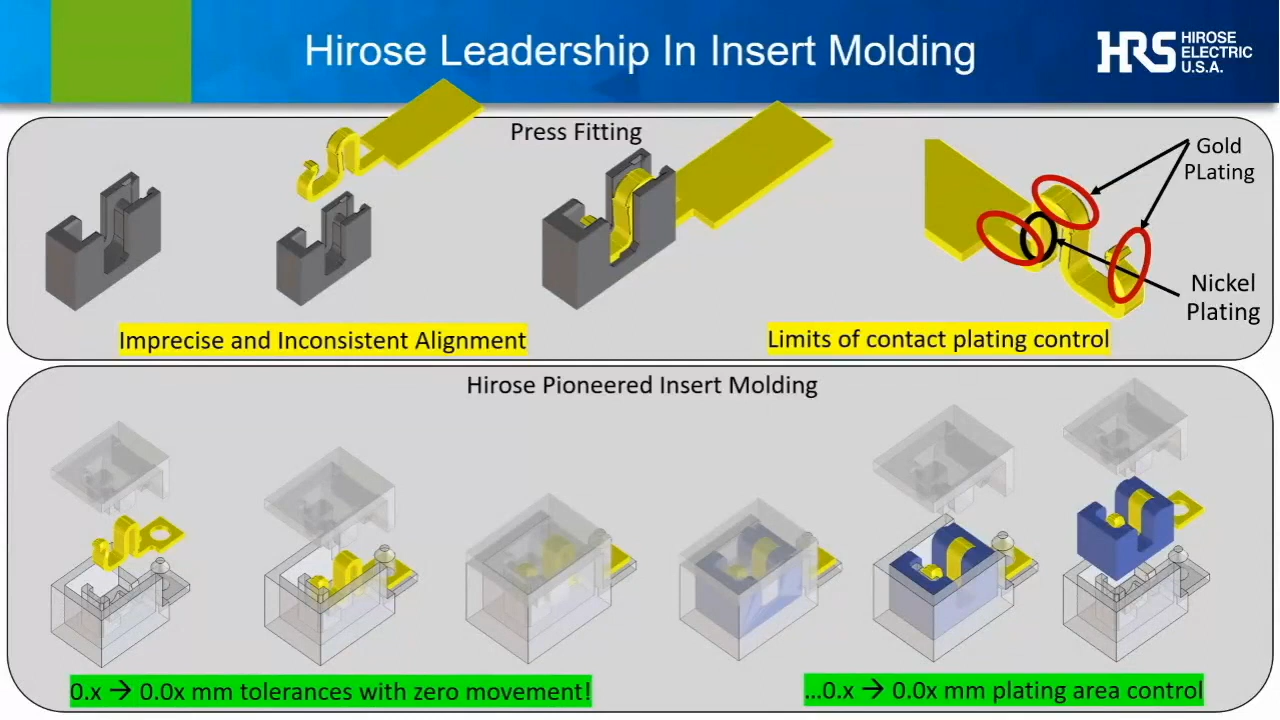 Hirose Leadership In Insert Molding
HRS
HIROSE
ELECTRIC
U.S.A.
Press Fitting
Gold
PLating
Nickel
Plating
Imprecise and Inconsistent Alignment
Limits of contact plating control
Hirose Pioneered Insert Molding
0.x → 0.0x mm tolerances with zero movement!
...0.x → 0.0x mm plating area control